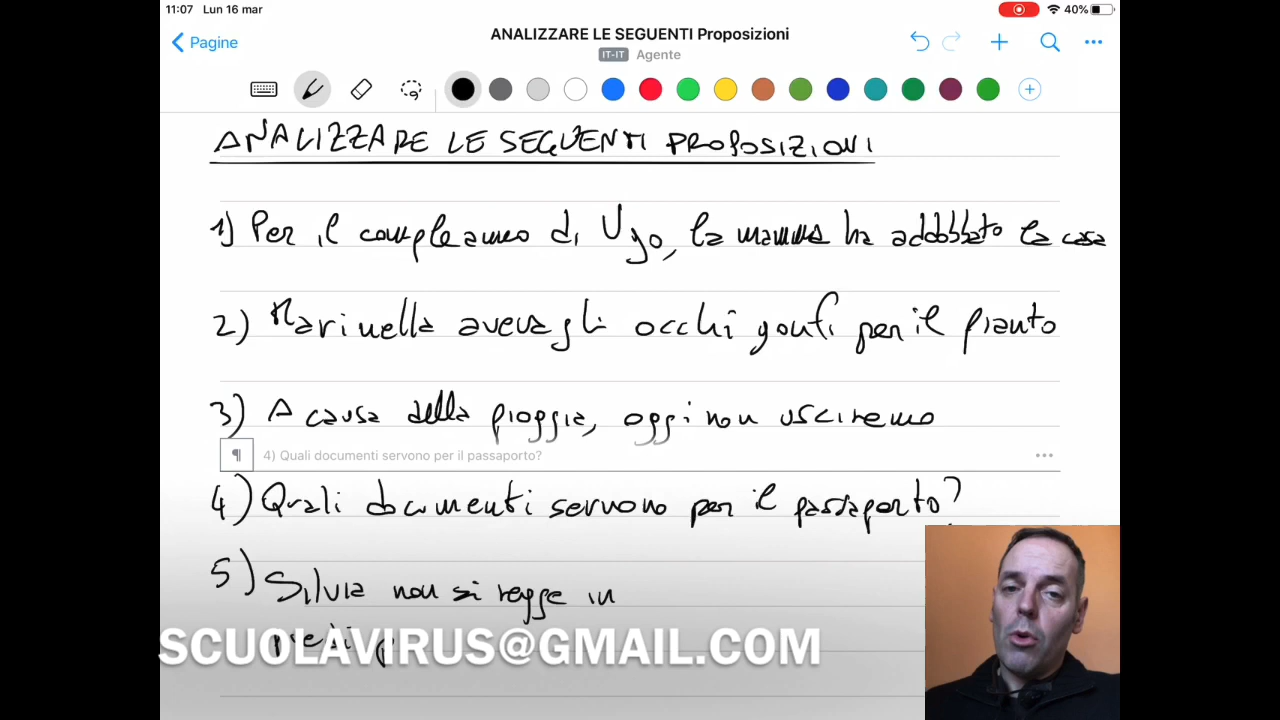 11:07 Lun 16 mar
40%
Pagine
ANALIZZARE LE SEGUENTI Proposizioni
IT-IT Agente
ANALIZZARE LE SEGUENTI PROPOSIZIONI
1) Per il compleanno di Ugo, la mamma ha addobbato la casa
2) Marinella aveva gli occhi gonfi per il pianto
3) A causa della pioggia, oggi non usciremo
¶ 4) Quali documenti servono per il passaporto?
4) Quali documenti servono per il passaporto?
5) Silvia non si regge in
SCUOLAVIRUS@GMAIL.COM